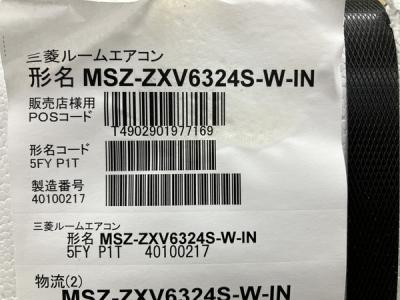 三菱ルームエアコン
形名 MSZ-ZXV6324S-W-IN
販売店様用
POSコード
T4902901977169
形名コード
5FY P1T
製造番号
40100217
三菱ルームエアコン
形名 MSZ-ZXV6324S-W-IN
5FY P1T 40100217
物流(2)
MSZ-ZXV6324S-W-IN